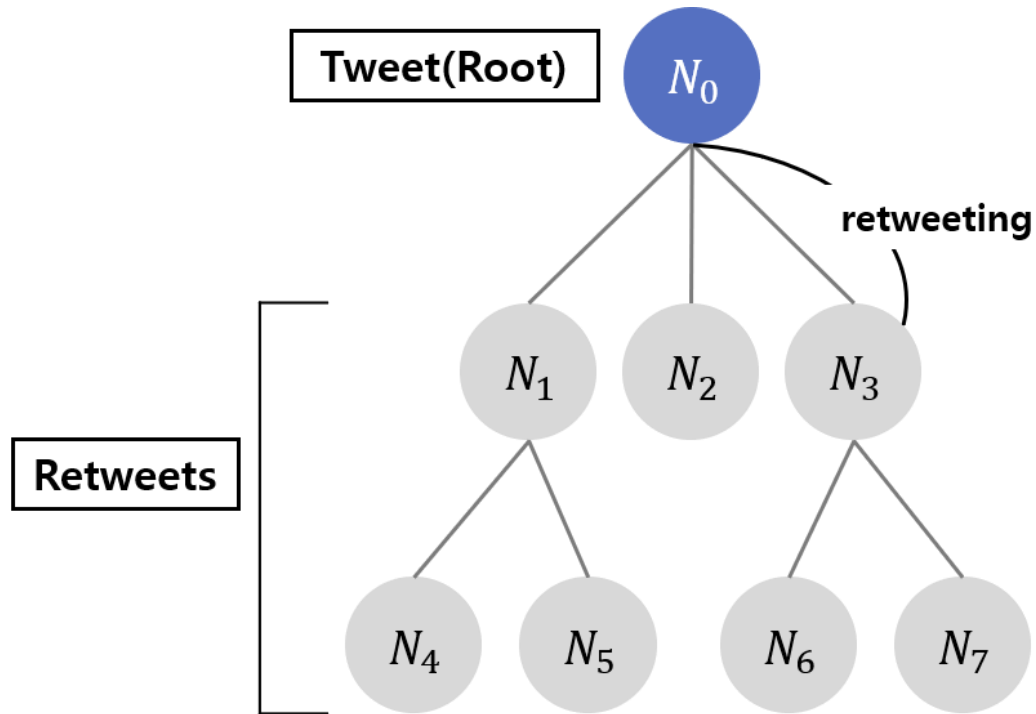 Tweet(Root)
N₀
retweeting
N₁ N₂ N₃
Retweets
N₄ N₅ N₆ N₇